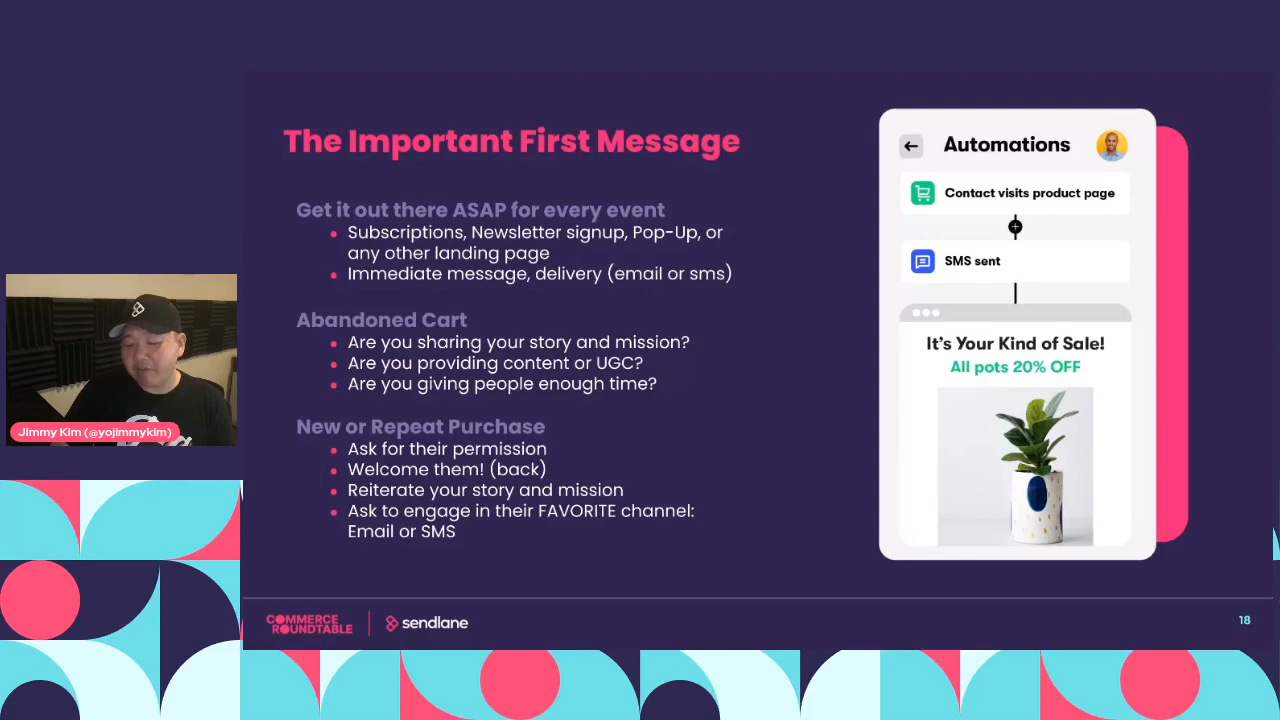 The Important First Message
Get it out there ASAP for every event
Subscriptions, Newsletter signup, Pop-Up, or
any other landing page
Immediate message, delivery (email or sms)
Abandoned Cart
Are you sharing your story and mission?
Are you providing content or UGC?
Are you giving people enough time?
New or Repeat Purchase
Ask for their permission
Welcome them! (back)
Reiterate your story and mission
Ask to engage in their FAVORITE channel:
Email or SMS
Automations
Contact visits product page
SMS sent
It's Your Kind of Sale!
All pots 20% OFF
Jimmy Kim (@yojimmykim)
COMMERCE
ROUNDTABLE
sendlane
18